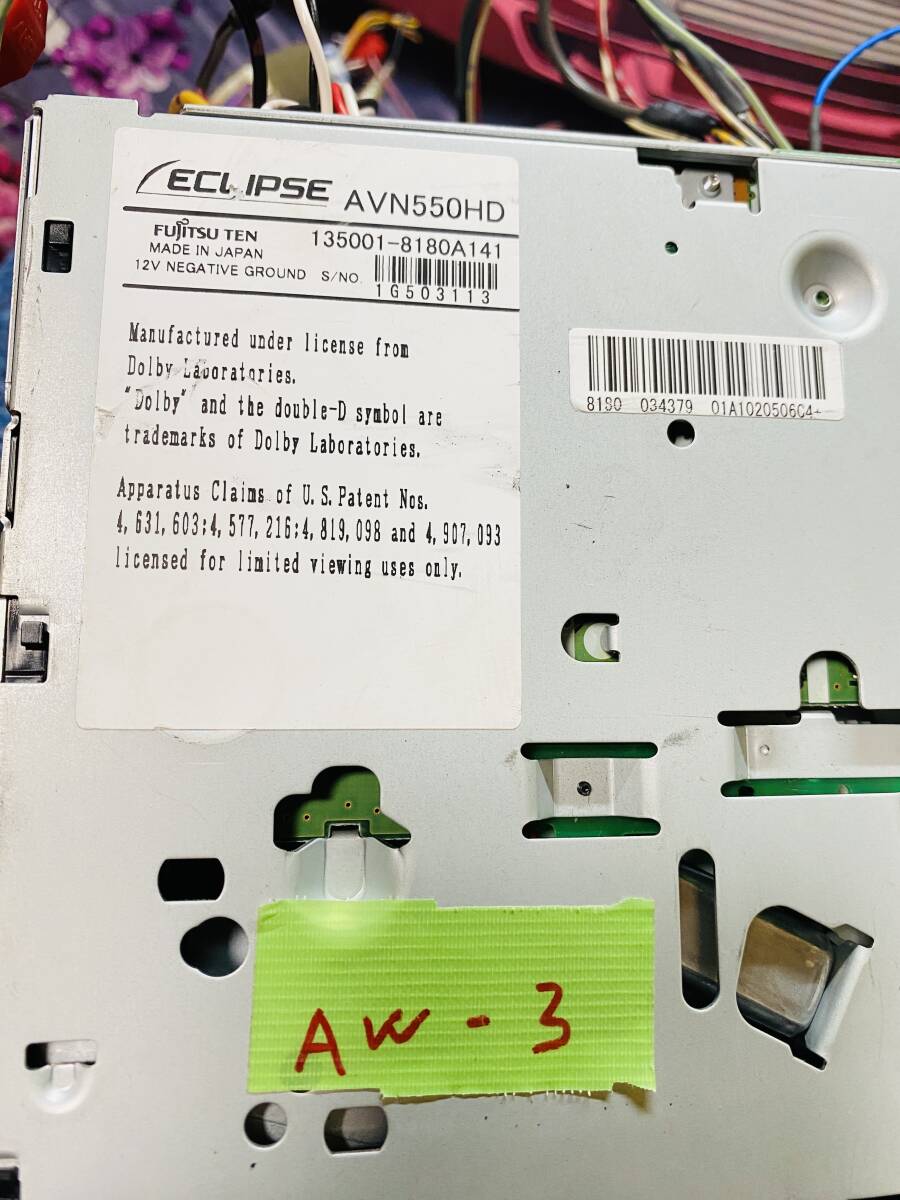 ECLIPSE AVN550HD
FUJITSU TEN 135001-8180A141
MADE IN JAPAN
12V NEGATIVE GROUND S/NO.
1G503113
Manufactured under license from
Dolby Laboratories.
"Dolby" and the double-D symbol are
trademarks of Dolby Laboratories.
Apparatus Claims of U.S. Patent Nos.
4,631,603;4,577,216;4,819,098 and 4,907,093
licensed for limited viewing uses only.
8180 034379 01A1020506C4+
AW-3